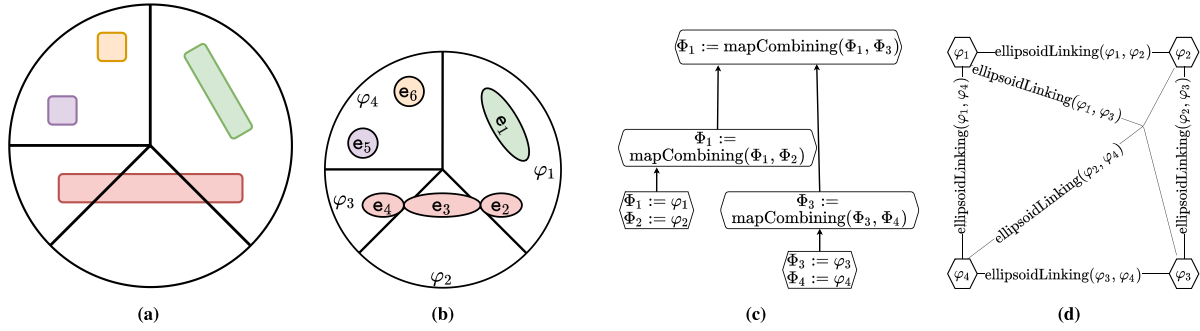 φ₄
e₆
e₁
e₅
φ₁
φ₃
e₄
e₃
e₂
φ₂
Φ₁ := mapCombining(Φ₁, Φ₃)
Φ₁ :=
mapCombining(Φ₁, Φ₂)
Φ₁ := φ₁
Φ₂ := φ₂
Φ₃ :=
mapCombining(Φ₃, Φ₄)
Φ₃ := φ₃
Φ₄ := φ₄
φ₁
ellipsoidLinking(φ₁, φ₂)
φ₂
ellipsoidLinking(φ₁, φ₃)
ellipsoidLinking(φ₁, φ₄)
ellipsoidLinking(φ₂, φ₄)
ellipsoidLinking(φ₂, φ₃)
φ₄
ellipsoidLinking(φ₃, φ₄)
φ₃
(a)
(b)
(c)
(d)